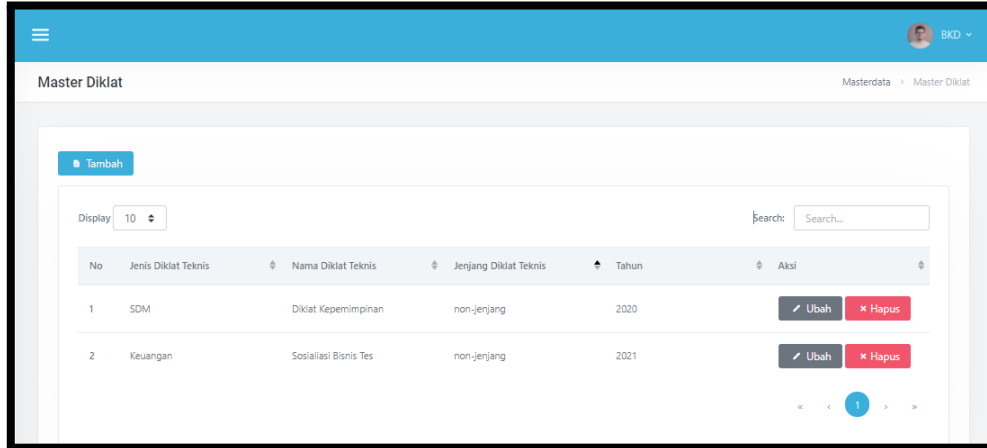 BKD
Master Diklat
Masterdata > Master Diklat
Tambah
Display 10
Search: Search...
No Jenis Diklat Teknis Nama Diklat Teknis Jenjang Diklat Teknis Tahun Aksi
1 SDM Diklat Kepemimpinan non-jenjang 2020 Ubah Hapus
2 Keuangan Sosialiasi Bisnis Tes non-jenjang 2021 Ubah Hapus
« ‹ 1 › »